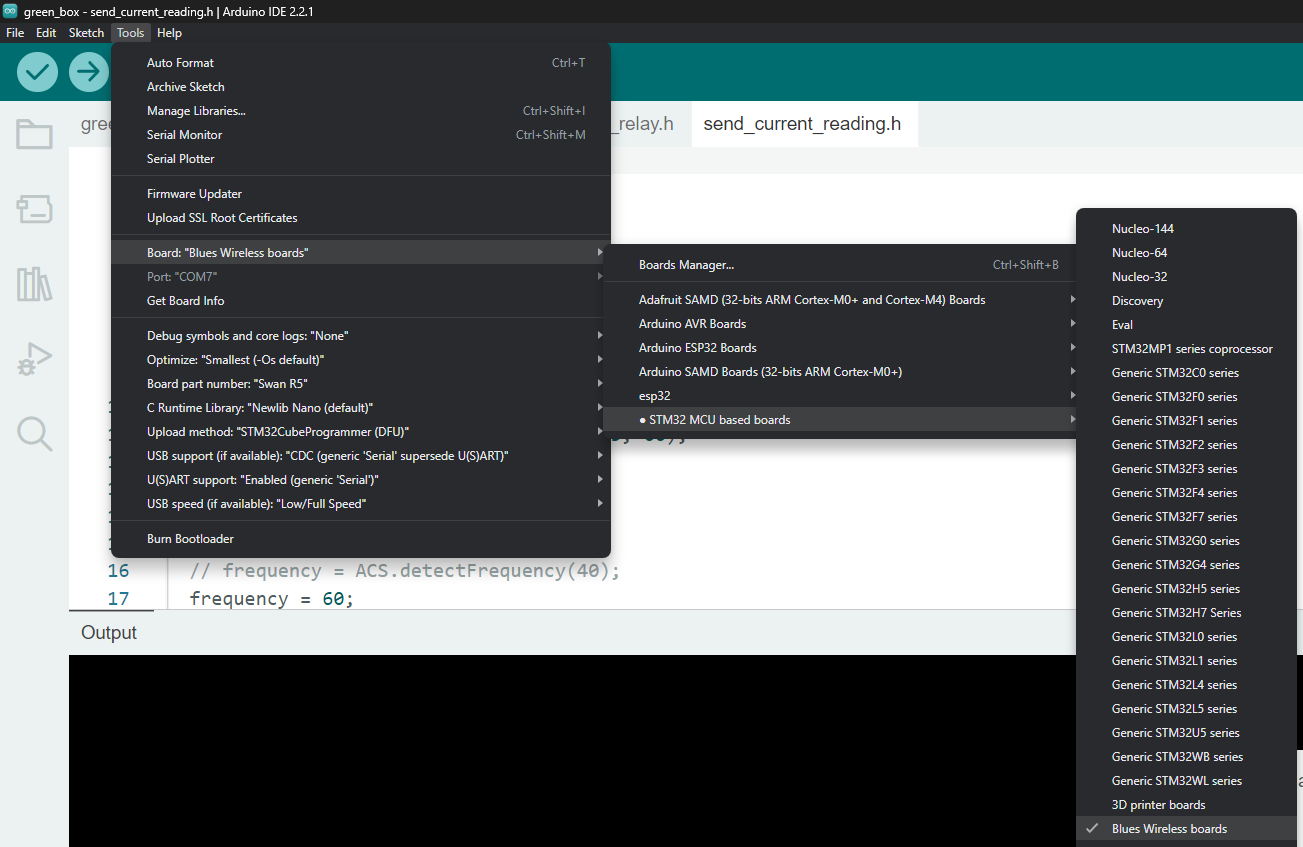 green_box - send_current_reading.h | Arduino IDE 2.2.1
File Edit Sketch Tools Help
Auto Format Ctrl+T
Archive Sketch
Manage Libraries... Ctrl+Shift+I
Serial Monitor Ctrl+Shift+M
Serial Plotter
Firmware Updater
Upload SSL Root Certificates
Board: "Blues Wireless boards"
Port: "COM7"
Get Board Info
Debug symbols and core logs: "None"
Optimize: "Smallest (-Os default)"
Board part number: "Swan R5"
C Runtime Library: "Newlib Nano (default)"
Upload method: "STM32CubeProgrammer (DFU)"
USB support (if available): "CDC (generic 'Serial' supersede U(S)ART)"
U(S)ART support: "Enabled (generic 'Serial')"
USB speed (if available): "Low/Full Speed"
Burn Bootloader
_relay.h send_current_reading.h
Boards Manager... Ctrl+Shift+B
Adafruit SAMD (32-bits ARM Cortex-M0+ and Cortex-M4) Boards
Arduino AVR Boards
Arduino ESP32 Boards
Arduino SAMD Boards (32-bits ARM Cortex-M0+)
esp32
● STM32 MCU based boards
Nucleo-144
Nucleo-64
Nucleo-32
Discovery
Eval
STM32MP1 series coprocessor
Generic STM32C0 series
Generic STM32F0 series
Generic STM32F1 series
Generic STM32F2 series
Generic STM32F3 series
Generic STM32F4 series
Generic STM32F7 series
Generic STM32G0 series
Generic STM32G4 series
Generic STM32H5 series
Generic STM32H7 Series
Generic STM32L0 series
Generic STM32L1 series
Generic STM32L4 series
Generic STM32L5 series
Generic STM32U5 series
Generic STM32WB series
Generic STM32WL series
3D printer boards
Blues Wireless boards
16 // frequency = ACS.detectFrequency(40);
17 frequency = 60;
Output